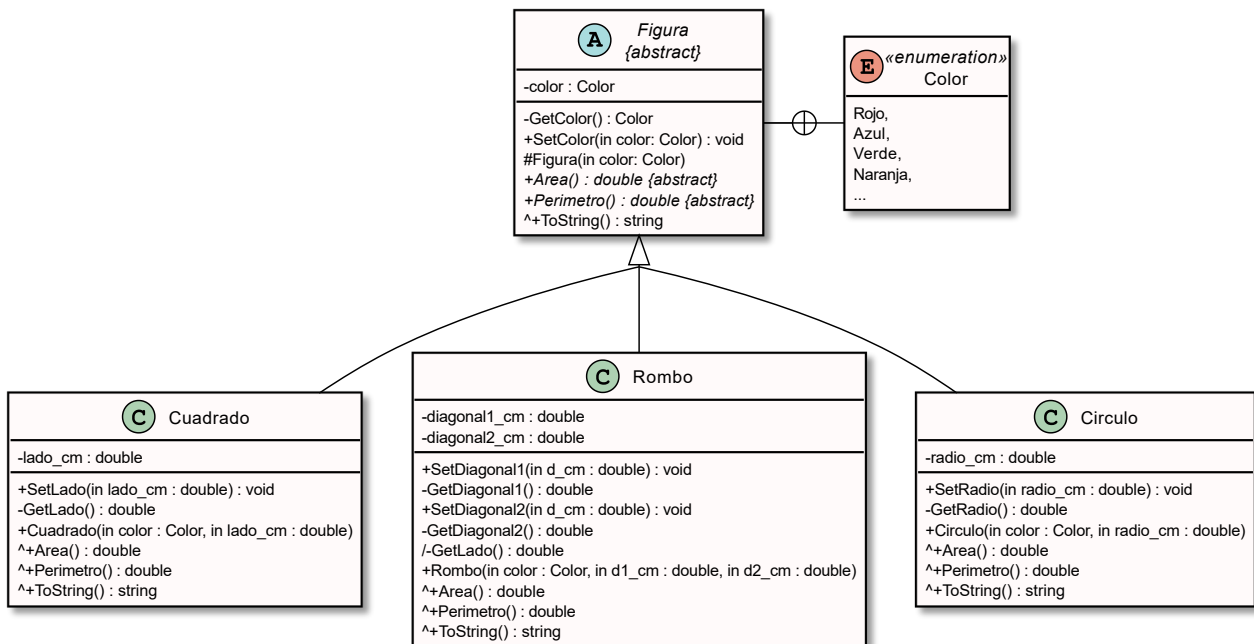 A
Figura
{abstract}
-color : Color
-GetColor() : Color
+SetColor(in color: Color) : void
#Figura(in color: Color)
+Area() : double {abstract}
+Perimetro() : double {abstract}
^+ToString() : string
E
«enumeration»
Color
Rojo,
Azul,
Verde,
Naranja,
...
C Cuadrado
-lado_cm : double
+SetLado(in lado_cm : double) : void
-GetLado() : double
+Cuadrado(in color : Color, in lado_cm : double)
^+Area() : double
^+Perimetro() : double
^+ToString() : string
C Rombo
-diagonal1_cm : double
-diagonal2_cm : double
+SetDiagonal1(in d_cm : double) : void
-GetDiagonal1() : double
+SetDiagonal2(in d_cm : double) : void
-GetDiagonal2() : double
/-GetLado() : double
+Rombo(in color : Color, in d1_cm : double, in d2_cm : double)
^+Area() : double
^+Perimetro() : double
^+ToString() : string
C Circulo
-radio_cm : double
+SetRadio(in radio_cm : double) : void
-GetRadio() : double
+Circulo(in color : Color, in radio_cm : double)
^+Area() : double
^+Perimetro() : double
^+ToString() : string